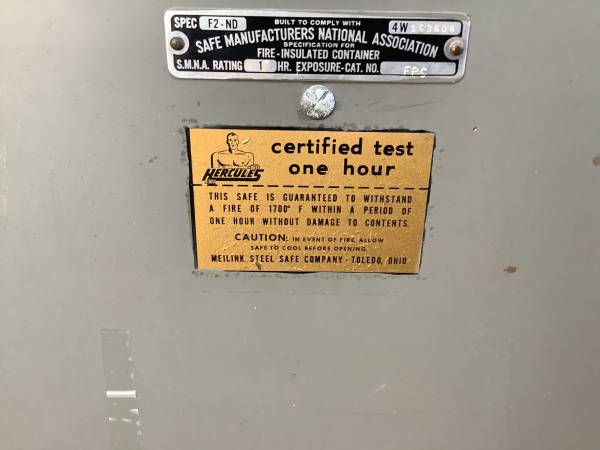 SPEC F2-ND BUILT TO COMPLY WITH 4W
SAFE MANUFACTURERS NATIONAL ASSOCIATION
SPECIFICATION FOR
FIRE-INSULATED CONTAINER
S.M.N.A. RATING 1 HR. EXPOSURE-CAT. NO.
HERCULES
certified test
one hour
THIS SAFE IS GUARANTEED TO WITHSTAND
A FIRE OF 1700° F WITHIN A PERIOD OF
ONE HOUR WITHOUT DAMAGE TO CONTENTS.
CAUTION: IN EVENT OF FIRE, ALLOW
SAFE TO COOL BEFORE OPENING.
MEILINK STEEL SAFE COMPANY - TOLEDO, OHIO